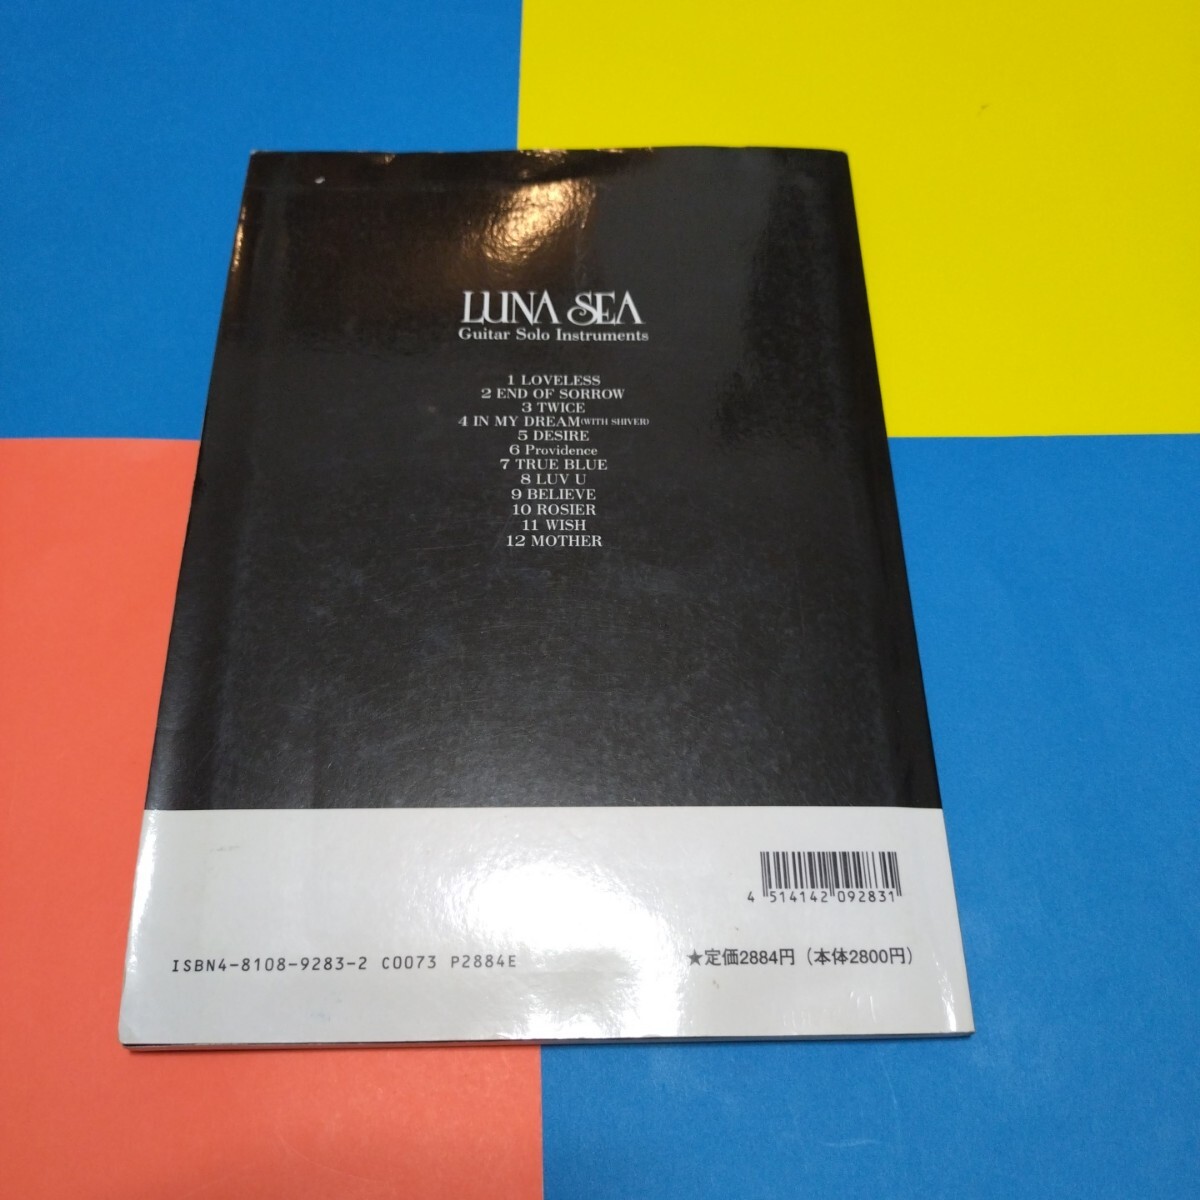 LUNA SEA
Guitar Solo Instruments
1 LOVELESS
2 END OF SORROW
3 TWICE
4 IN MY DREAM(WITH SHIVER)
5 DESIRE
6 Providence
7 TRUE BLUE
8 LUV U
9 BELIEVE
10 ROSIER
11 WISH
12 MOTHER
4 514142 092831
ISBN4-8108-9283-2 C0073 P2884E
★定価2884円（本体2800円）